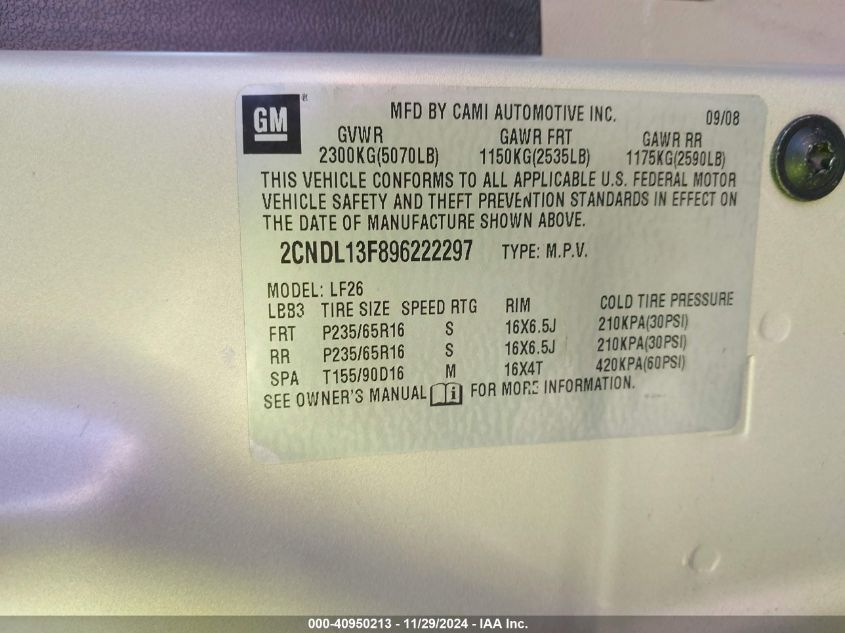 GM
MFD BY CAMI AUTOMOTIVE INC. 09/08
GVWR GAWR FRT GAWR RR
2300KG(5070LB) 1150KG(2535LB) 1175KG(2590LB)
THIS VEHICLE CONFORMS TO ALL APPLICABLE U.S. FEDERAL MOTOR
VEHICLE SAFETY AND THEFT PREVENTION STANDARDS IN EFFECT ON
THE DATE OF MANUFACTURE SHOWN ABOVE.
2CNDL13F896222297 TYPE: M.P.V.
MODEL: LF26
LBB3 TIRE SIZE SPEED RTG RIM COLD TIRE PRESSURE
FRT P235/65R16 S 16X6.5J 210KPA(30PSI)
RR P235/65R16 S 16X6.5J 210KPA(30PSI)
SPA T155/90D16 M 16X4T 420KPA(60PSI)
SEE OWNER'S MANUAL i FOR MORE INFORMATION.
000-40950213 - 11/29/2024 - IAA Inc.